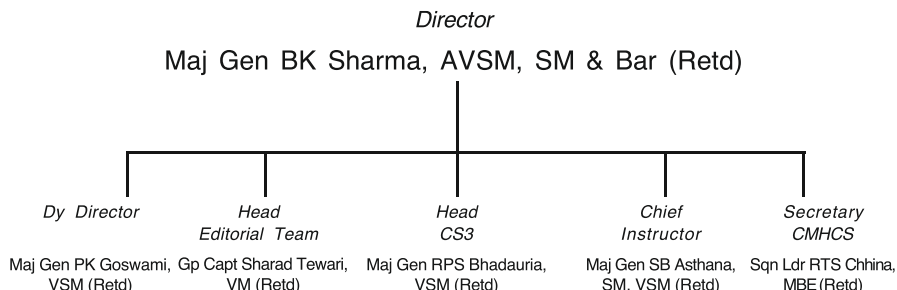 Director
Maj Gen BK Sharma, AVSM, SM & Bar (Retd)
Dy Director
Maj Gen PK Goswami,
VSM (Retd)
Head
Editorial Team
Gp Capt Sharad Tewari,
VM (Retd)
Head
CS3
Maj Gen RPS Bhadauria,
VSM (Retd)
Chief
Instructor
Maj Gen SB Asthana,
SM, VSM (Retd)
Secretary
CMHCS
Sqn Ldr RTS Chhina,
MBE (Retd)